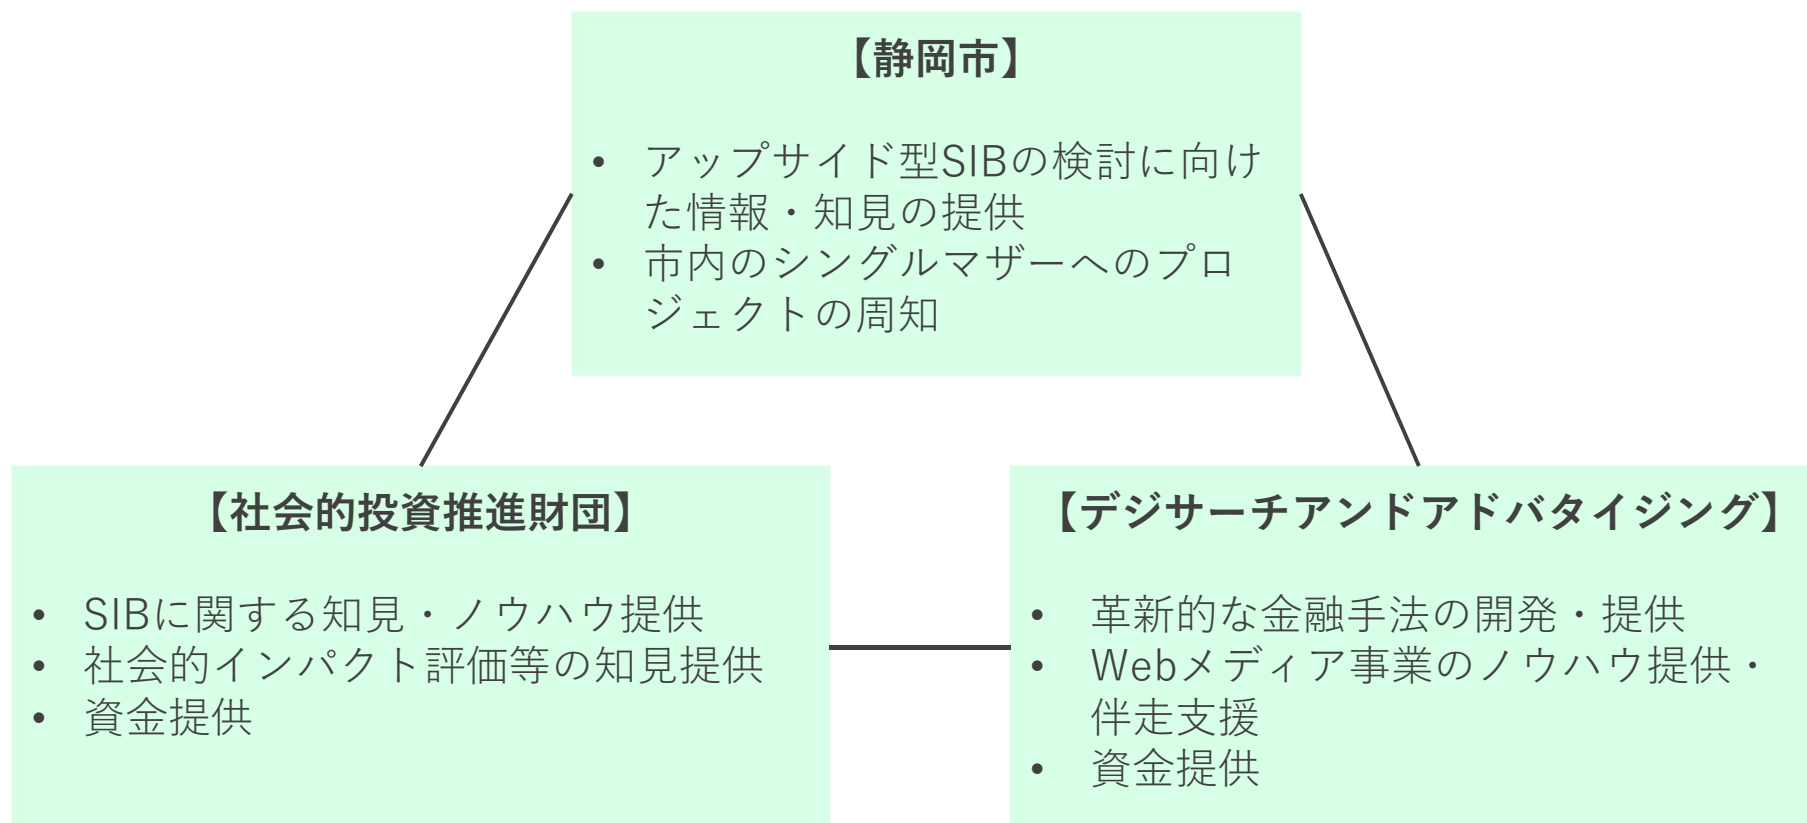 【静岡市】
• アップサイド型SIBの検討に向け
た情報・知見の提供
• 市内のシングルマザーへのプロ
ジェクトの周知
【社会的投資推進財団】
• SIBに関する知見・ノウハウ提供
• 社会的インパクト評価等の知見提供
• 資金提供
【デジサーチアンドアドバタイジング】
• 革新的な金融手法の開発・提供
• Webメディア事業のノウハウ提供・
伴走支援
• 資金提供